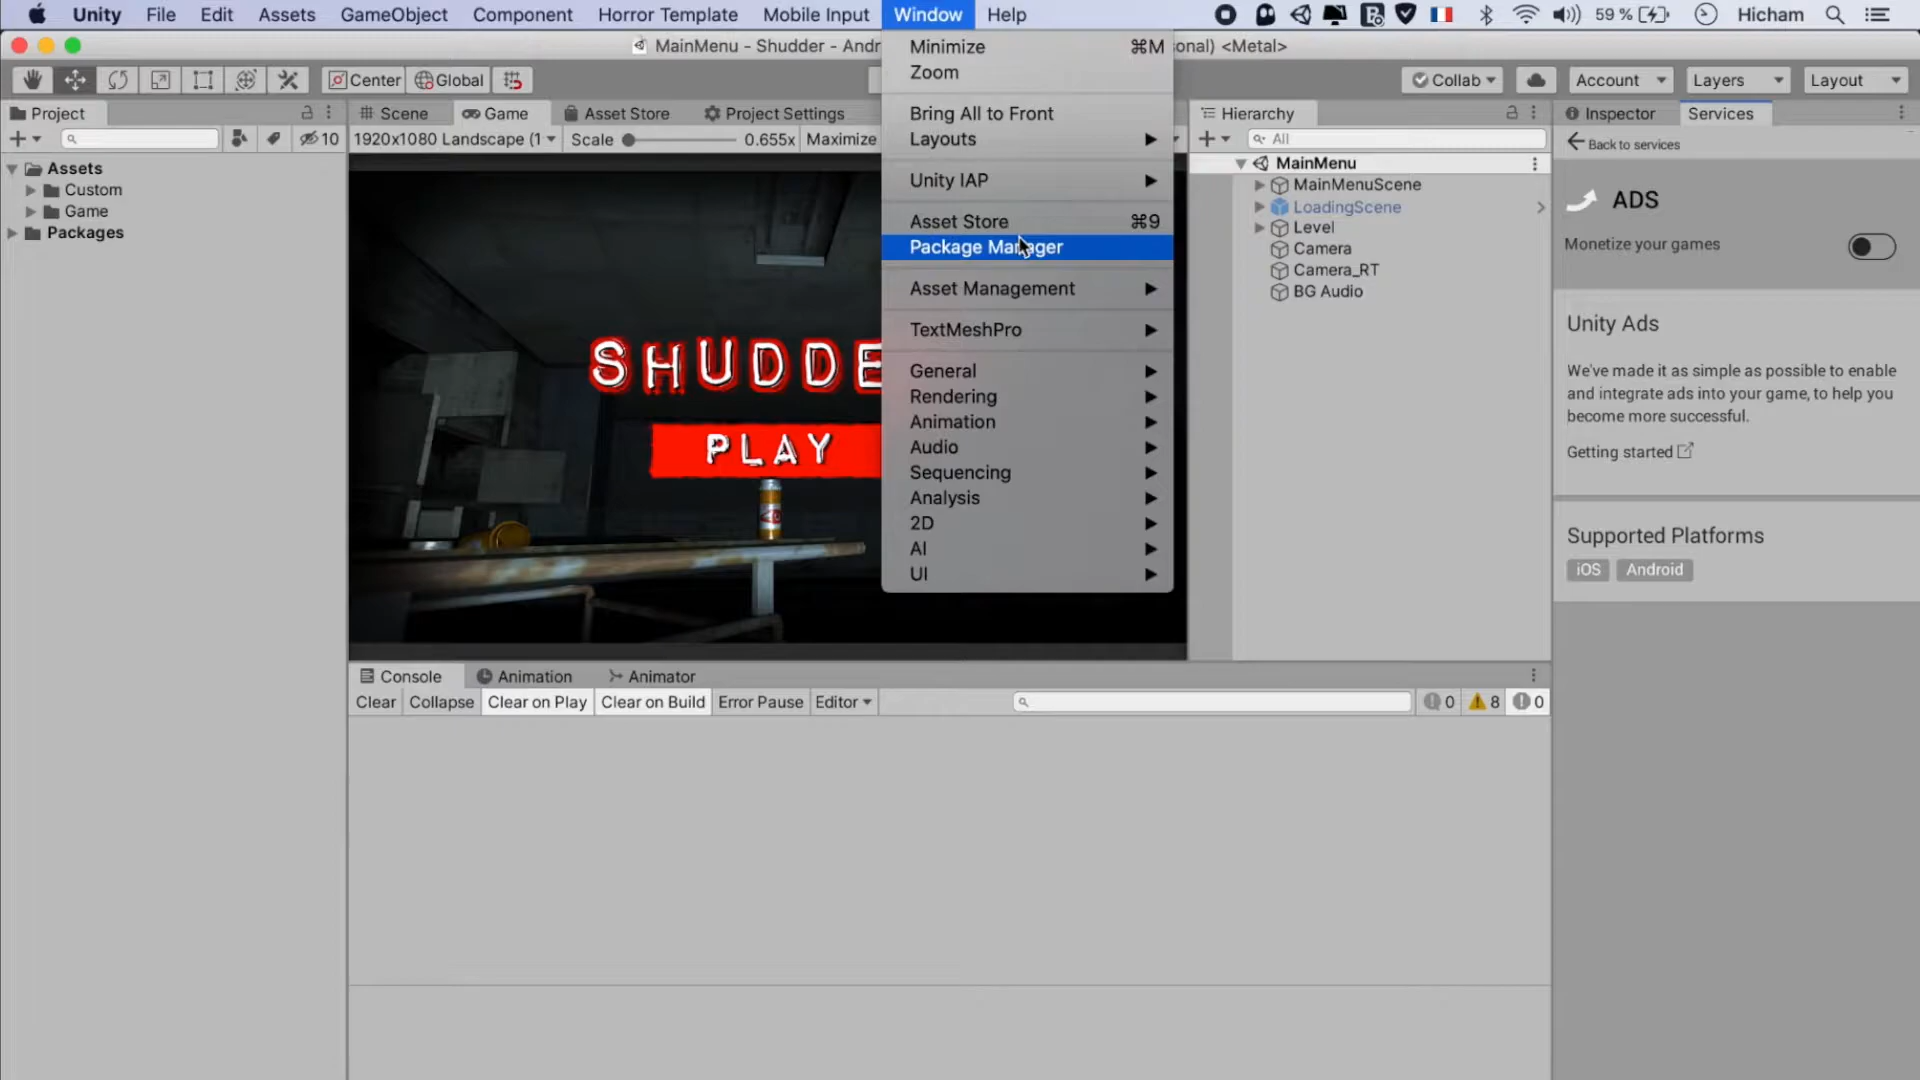 Unity File Edit Assets GameObject Component Horror Template Mobile Input Window Help 59 % Hicham
MainMenu - Shudder - Andr onal) <Metal>
Center Global Collab Account Layers Layout
Project Scene Game Asset Store Project Settings Hierarchy Inspector Services
10 1920x1080 Landscape (1 Scale 0.655x Maximize All Back to services
Assets
Custom
Game
Packages
Minimize ⌘M
Zoom
Bring All to Front
Layouts
Unity IAP
Asset Store ⌘9
Package Manager
Asset Management
TextMeshPro
General
Rendering
Animation
Audio
Sequencing
Analysis
2D
AI
UI
SHUDDE
PLAY
MainMenu
MainMenuScene
LoadingScene
Level
Camera
Camera_RT
BG Audio
ADS
Monetize your games
Unity Ads
We've made it as simple as possible to enable
and integrate ads into your game, to help you
become more successful.
Getting started
Supported Platforms
iOS Android
Console Animation Animator
Clear Collapse Clear on Play Clear on Build Error Pause Editor 0 8 0